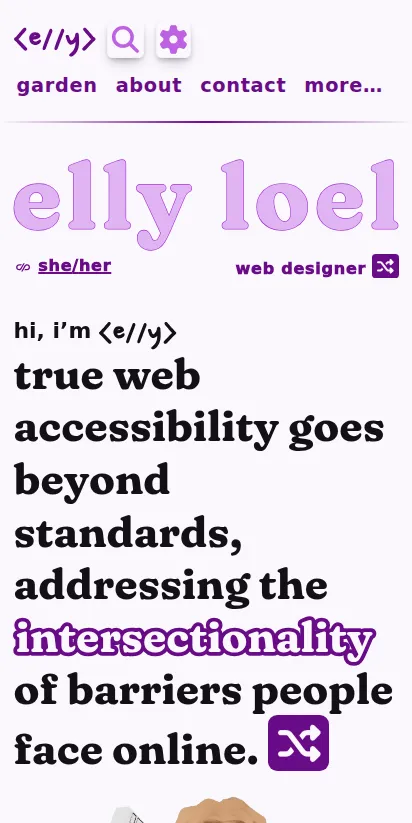 <e//y>
garden about contact more...
elly loel
she/her web designer
hi, i’m <e//y>
true web
accessibility goes
beyond
standards,
addressing the
intersectionality
of barriers people
face online.